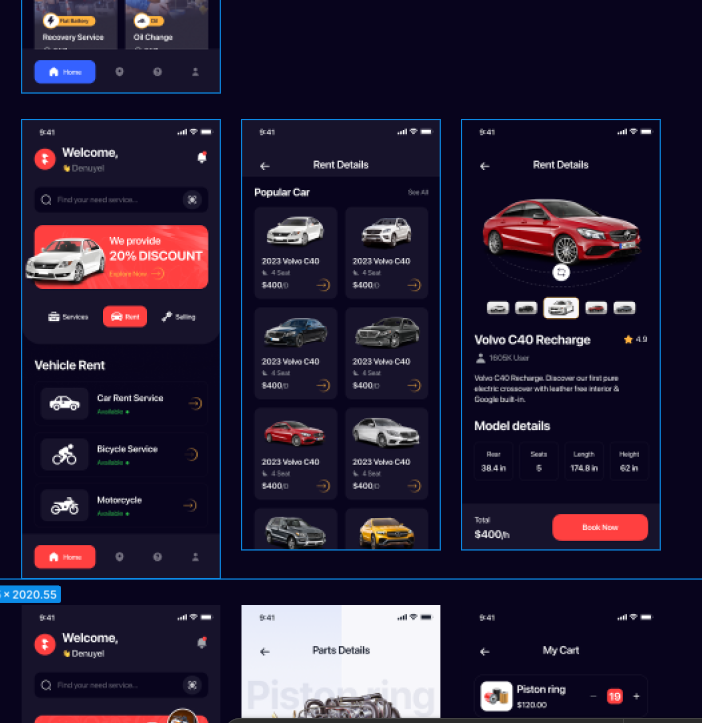 Flat Battery
Oil
Recovery Service
Oil Change
Home
9:41
Welcome,
Denuyel
Find your need service...
We provide
20% DISCOUNT
Explore Now
Services
Rent
Selling
Vehicle Rent
Car Rent Service
Available
Bicycle Service
Available
Motorcycle
Available
Home
9:41
Rent Details
Popular Car
See All
2023 Volvo C40
4 Seat
$400/D
2023 Volvo C40
4 Seat
$400/D
2023 Volvo C40
4 Seat
$400/D
2023 Volvo C40
4 Seat
$400/D
2023 Volvo C40
4 Seat
$400/D
2023 Volvo C40
4 Seat
$400/D
9:41
Rent Details
Volvo C40 Recharge
4.9
1605K User
Volvo C40 Recharge. Discover our first pure
electric crossover with leather free interior &
Google built-in.
Model details
Rear
38.4 in
Seats
5
Length
174.8 in
Height
62 in
Total
$400/h
Book Now
× 2020.55
9:41
Welcome,
Denuyel
Find your need service...
9:41
Parts Details
Piston ring
9:41
My Cart
Piston ring
$120.00
− 19 +